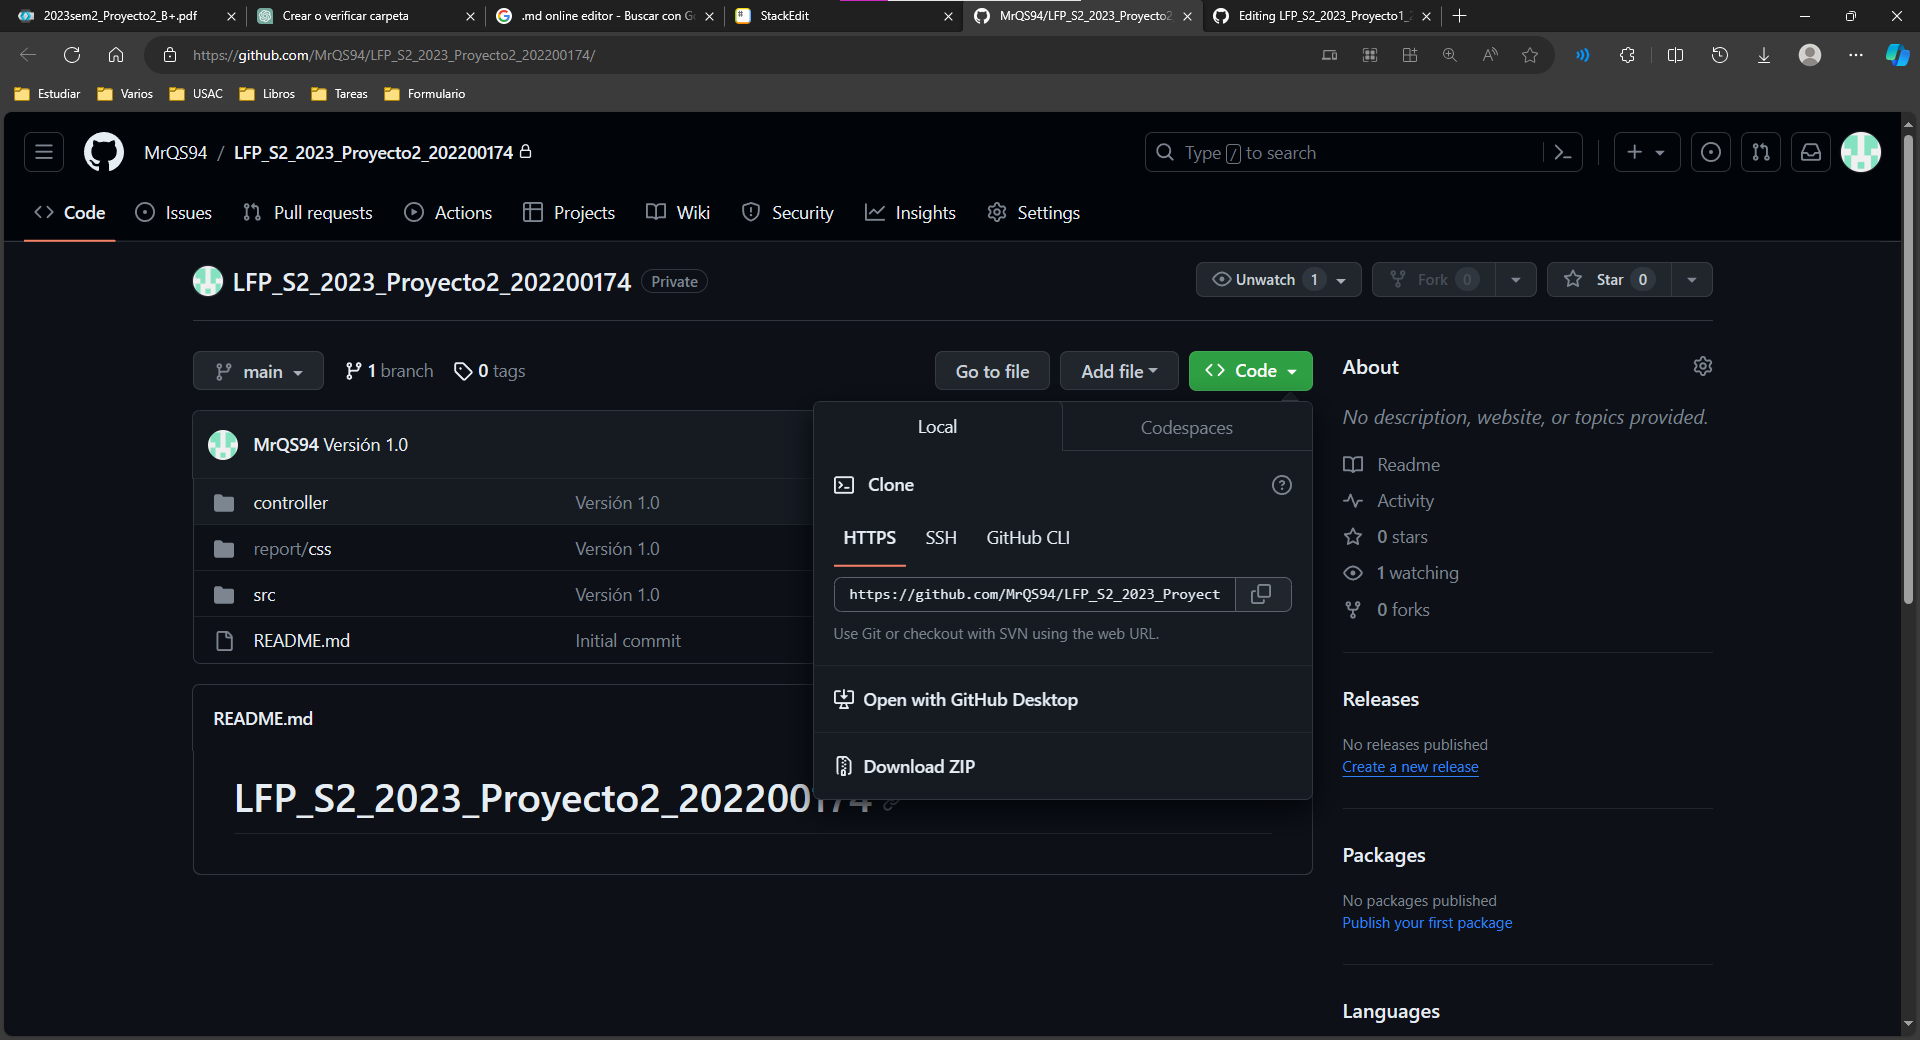 2023sem2_Proyecto2_B+.pdf
Crear o verificar carpeta
.md online editor - Buscar con G
StackEdit
MrQS94/LFP_S2_2023_Proyecto2
Editing LFP_S2_2023_Proyecto1_2
https://github.com/MrQS94/LFP_S2_2023_Proyecto2_202200174/
Estudiar
Varios
USAC
Libros
Tareas
Formulario
MrQS94 / LFP_S2_2023_Proyecto2_202200174
Type / to search
Code
Issues
Pull requests
Actions
Projects
Wiki
Security
Insights
Settings
LFP_S2_2023_Proyecto2_202200174 Private
Unwatch 1
Fork 0
Star 0
main
1 branch
0 tags
Go to file
Add file
Code
MrQS94 Versión 1.0
controller Versión 1.0
report/css Versión 1.0
src Versión 1.0
README.md Initial commit
Local
Codespaces
Clone
HTTPS
SSH
GitHub CLI
https://github.com/MrQS94/LFP_S2_2023_Proyect
Use Git or checkout with SVN using the web URL.
Open with GitHub Desktop
Download ZIP
README.md
LFP_S2_2023_Proyecto2_202200174
About
No description, website, or topics provided.
Readme
Activity
0 stars
1 watching
0 forks
Releases
No releases published
Create a new release
Packages
No packages published
Publish your first package
Languages